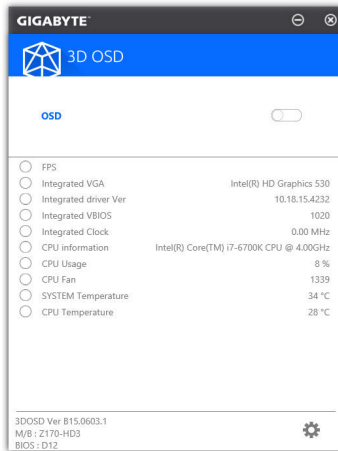 GIGABYTE™
3D OSD
OSD
FPS
Integrated VGA Intel(R) HD Graphics 530
Integrated driver Ver 10.18.15.4232
Integrated VBIOS 1020
Integrated Clock 0.00 MHz
CPU information Intel(R) Core(TM) i7-6700K CPU @ 4.00GHz
CPU Usage 8 %
CPU Fan 1339
SYSTEM Temperature 34 °C
CPU Temperature 28 °C
3DOSD Ver B15.0603.1
M/B : Z170-HD3
BIOS : D12